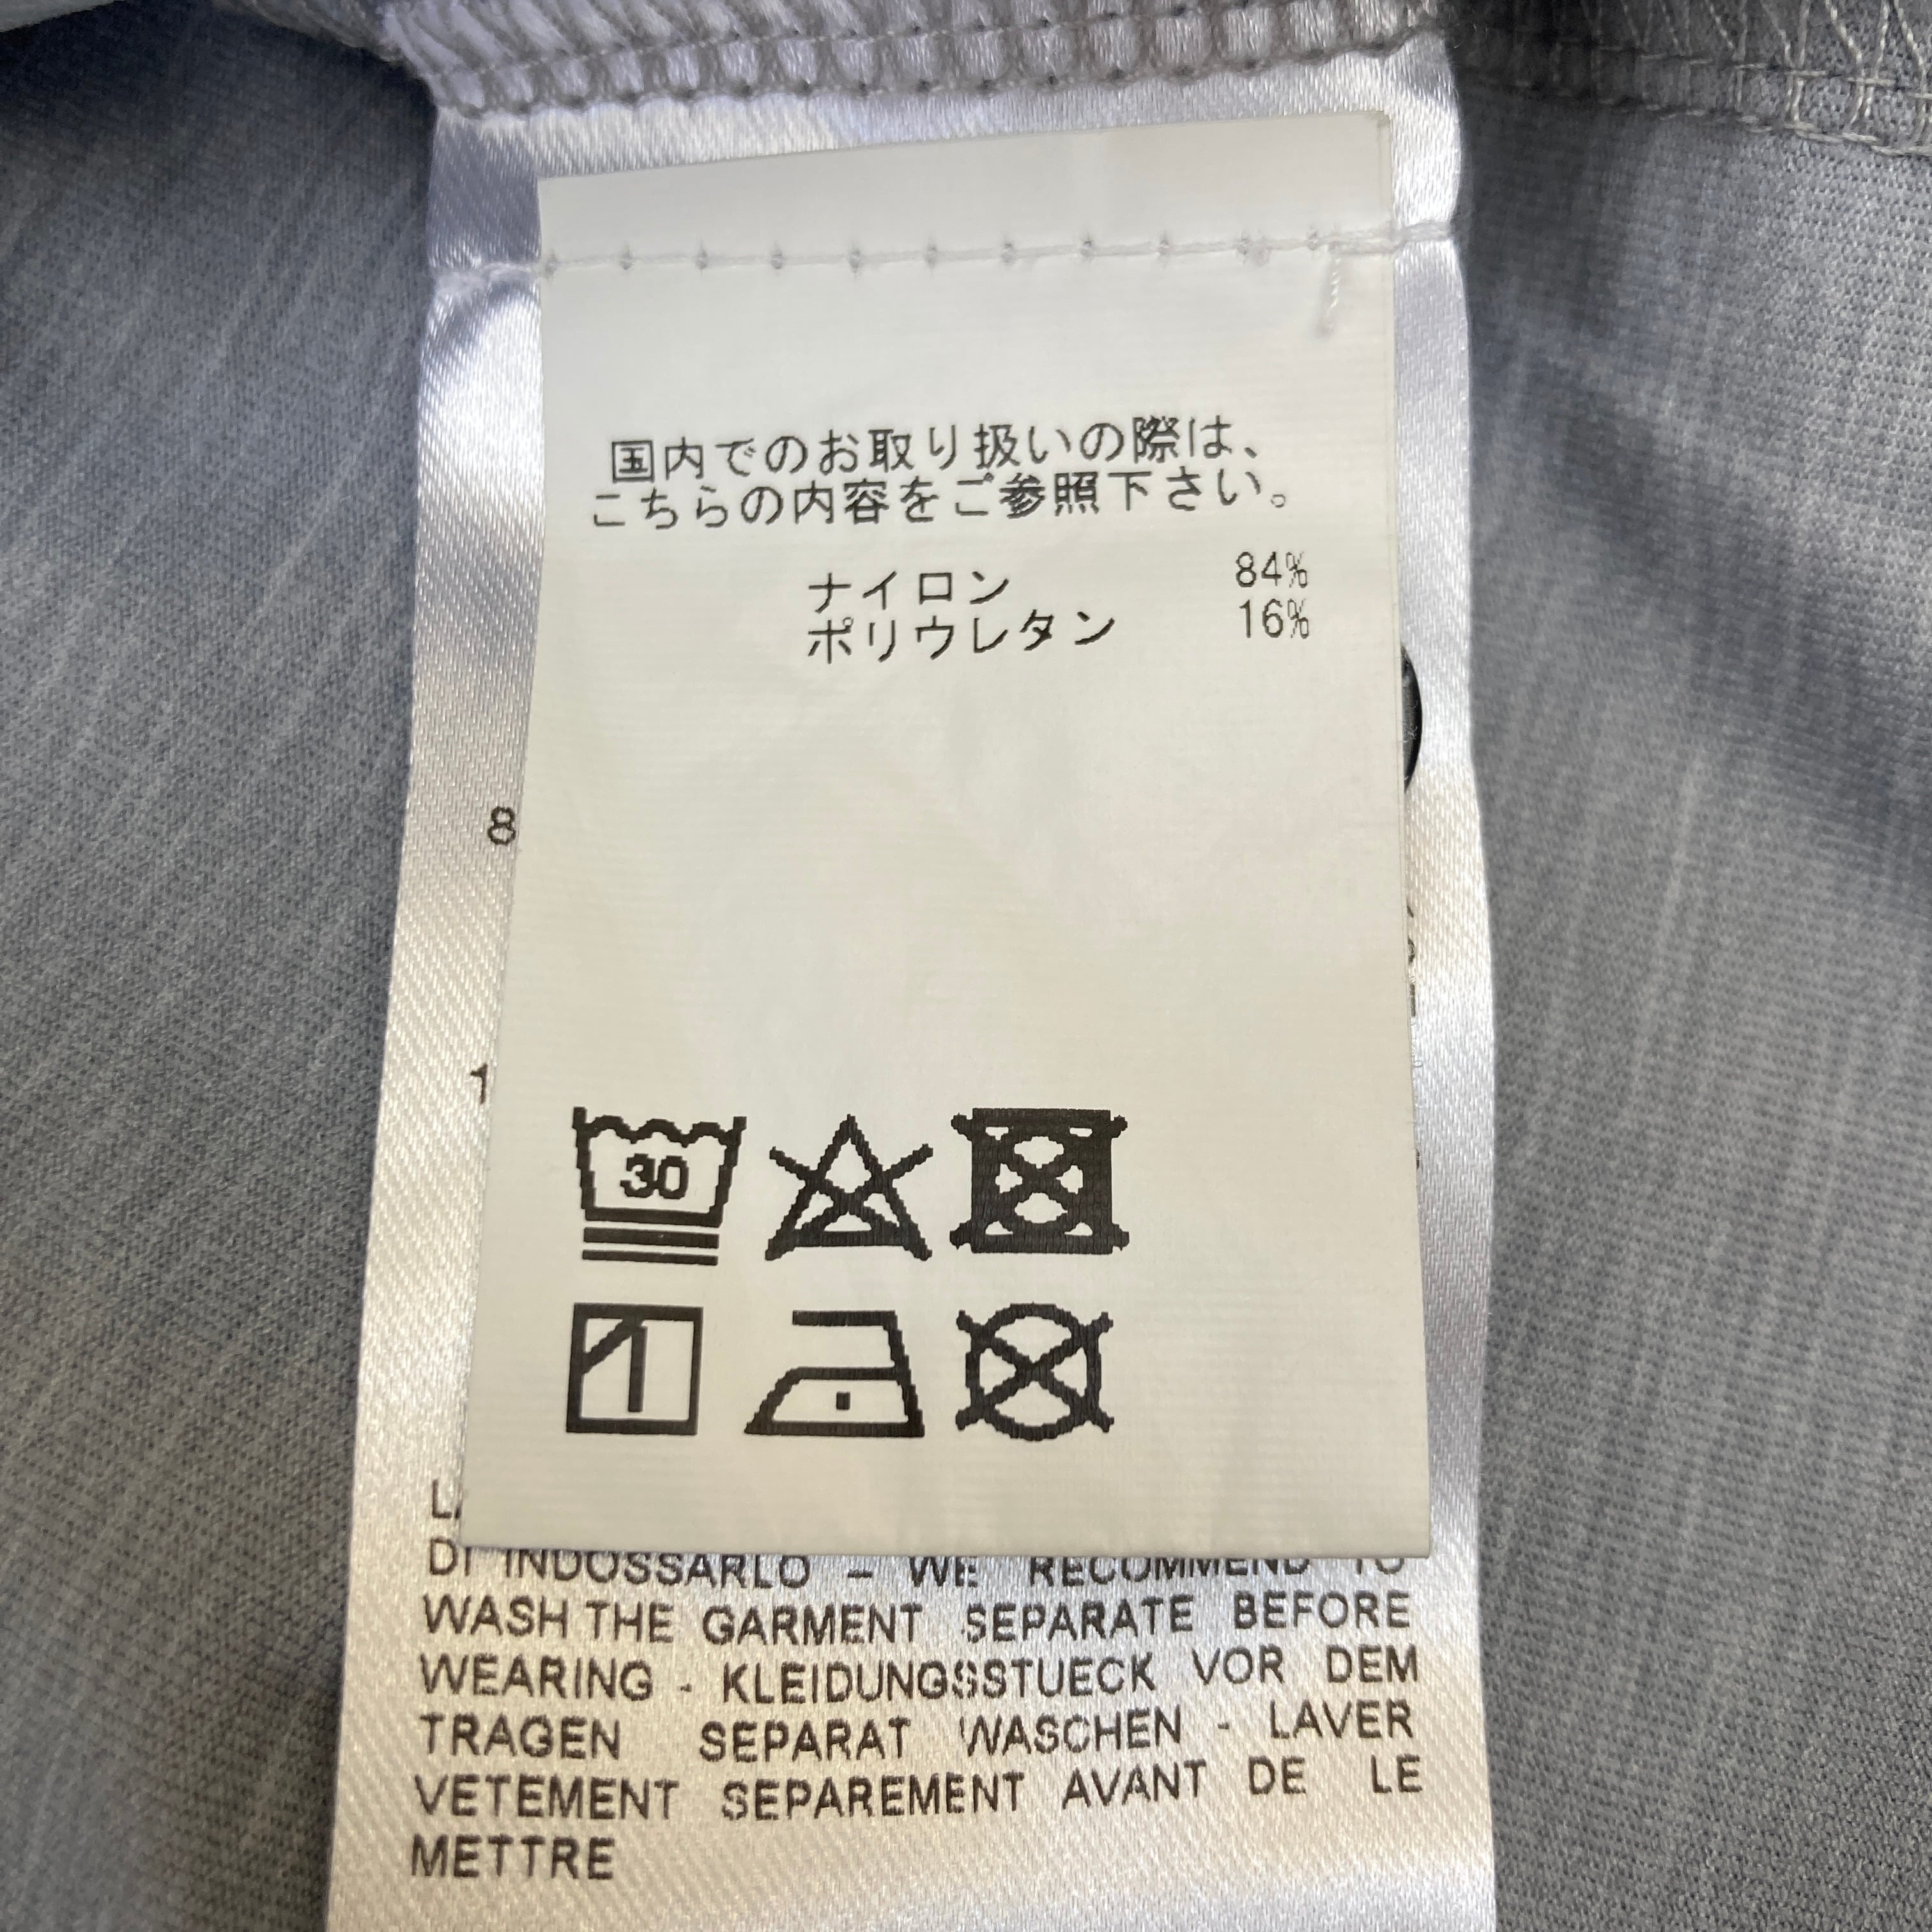 国内でのお取り扱いの際は、
こちらの内容をご参照下さい。
ナイロン 84%
ポリウレタン 16%
8
1
30
DI INDOSSARLO – WE RECOMMEND TO
WASH THE GARMENT SEPARATE BEFORE
WEARING - KLEIDUNGSSTUECK VOR DEM
TRAGEN SEPARAT WASCHEN - LAVER
VETEMENT SEPAREMENT AVANT DE LE
METTRE